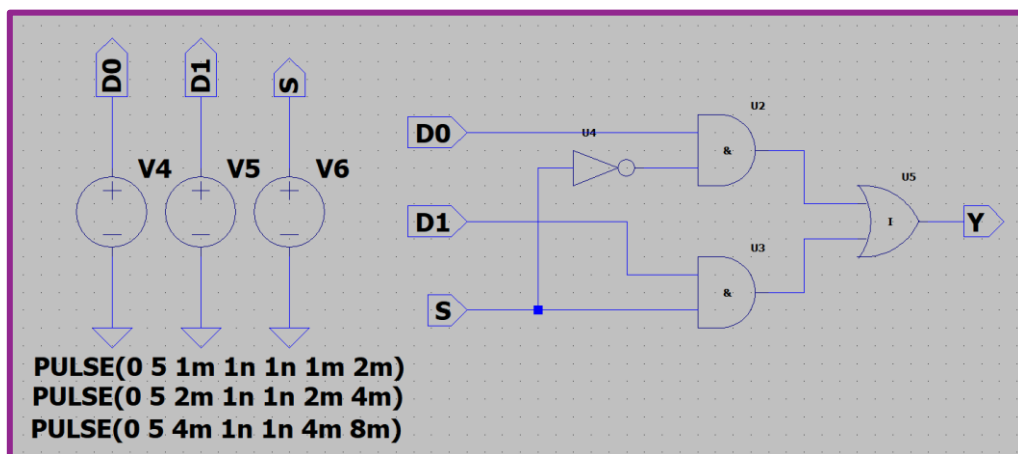 D0 D1 S
V4 V5 V6
PULSE(0 5 1m 1n 1n 1m 2m)
PULSE(0 5 2m 1n 1n 2m 4m)
PULSE(0 5 4m 1n 1n 4m 8m)
U2
D0 U4
&
U5
D1 I Y
U3
&
S